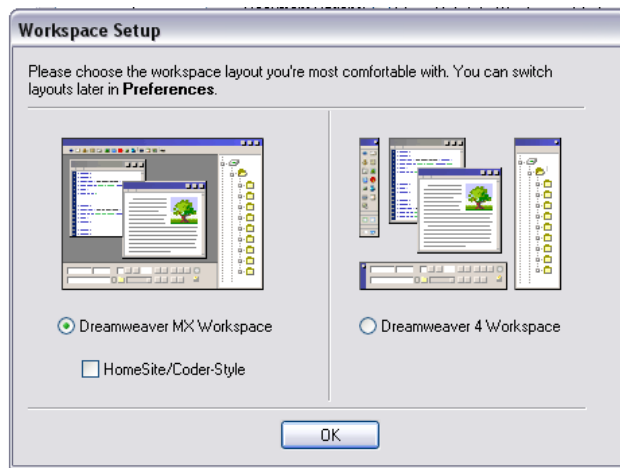 Workspace Setup
Please choose the workspace layout you're most comfortable with. You can switch
layouts later in Preferences.
Dreamweaver MX Workspace
Dreamweaver 4 Workspace
HomeSite/Coder-Style
OK